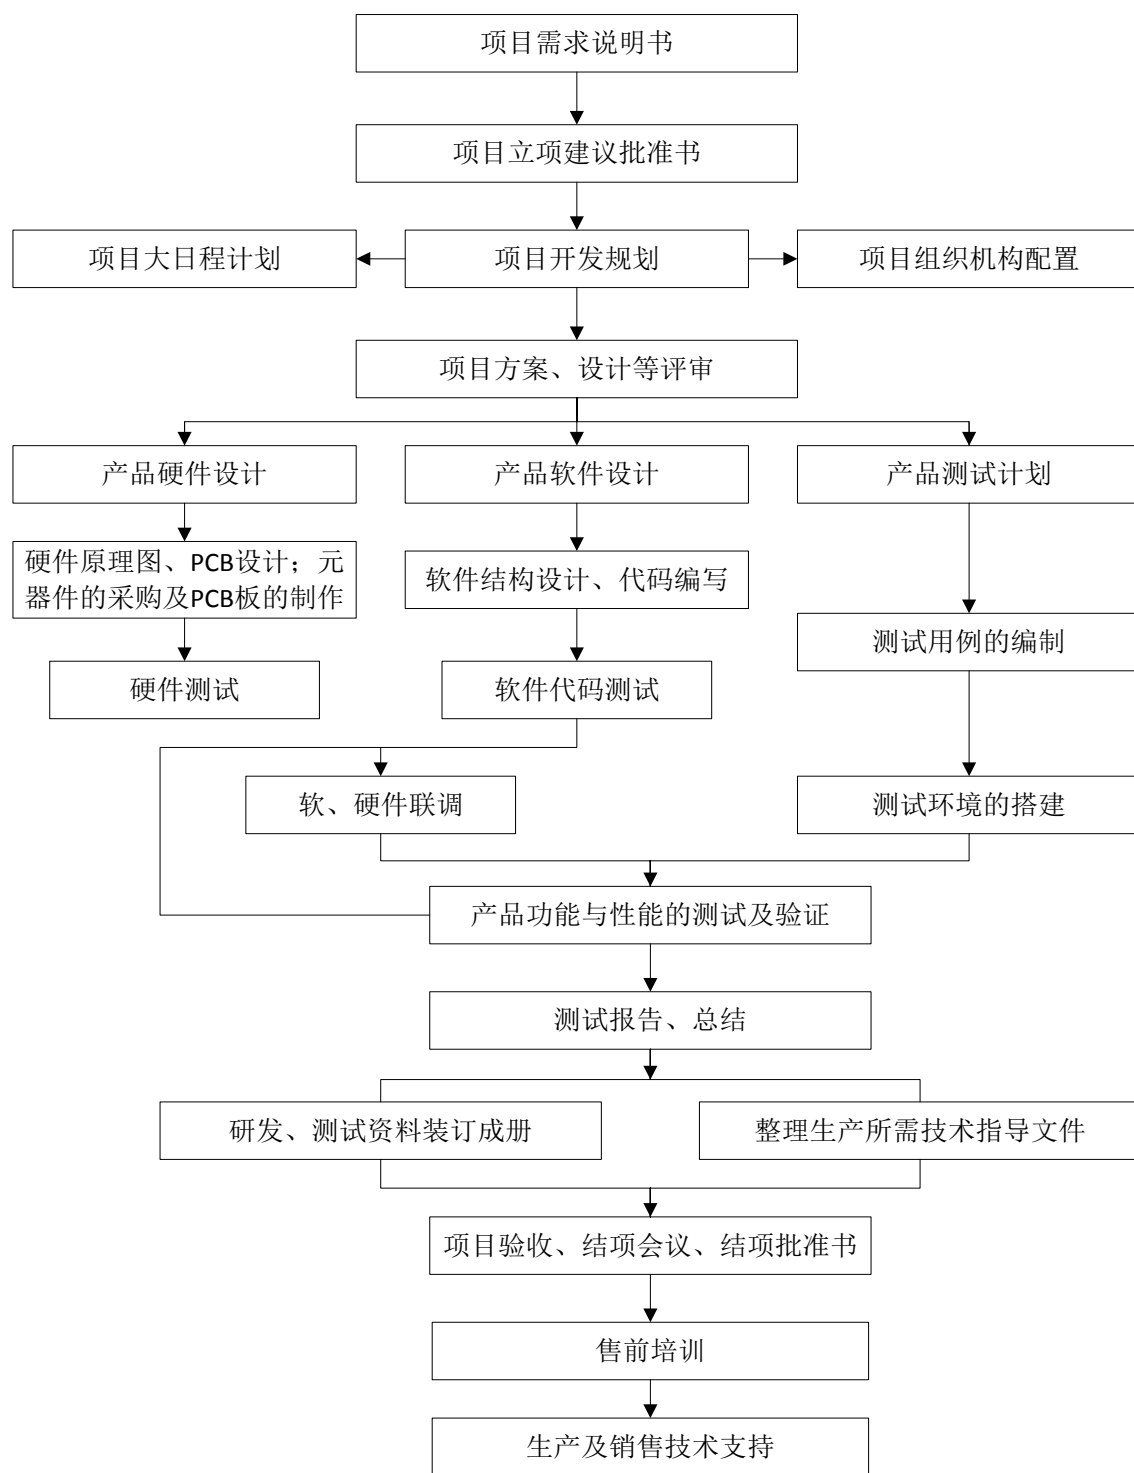 项目需求说明书
项目立项建议批准书
项目大日程计划
项目开发规划
项目组织机构配置
项目方案、设计等评审
产品硬件设计
产品软件设计
产品测试计划
硬件原理图、PCB设计；元
器件的采购及PCB板的制作
软件结构设计、代码编写
测试用例的编制
硬件测试
软件代码测试
软、硬件联调
测试环境的搭建
产品功能与性能的测试及验证
测试报告、总结
研发、测试资料装订成册
整理生产所需技术指导文件
项目验收、结项会议、结项批准书
售前培训
生产及销售技术支持